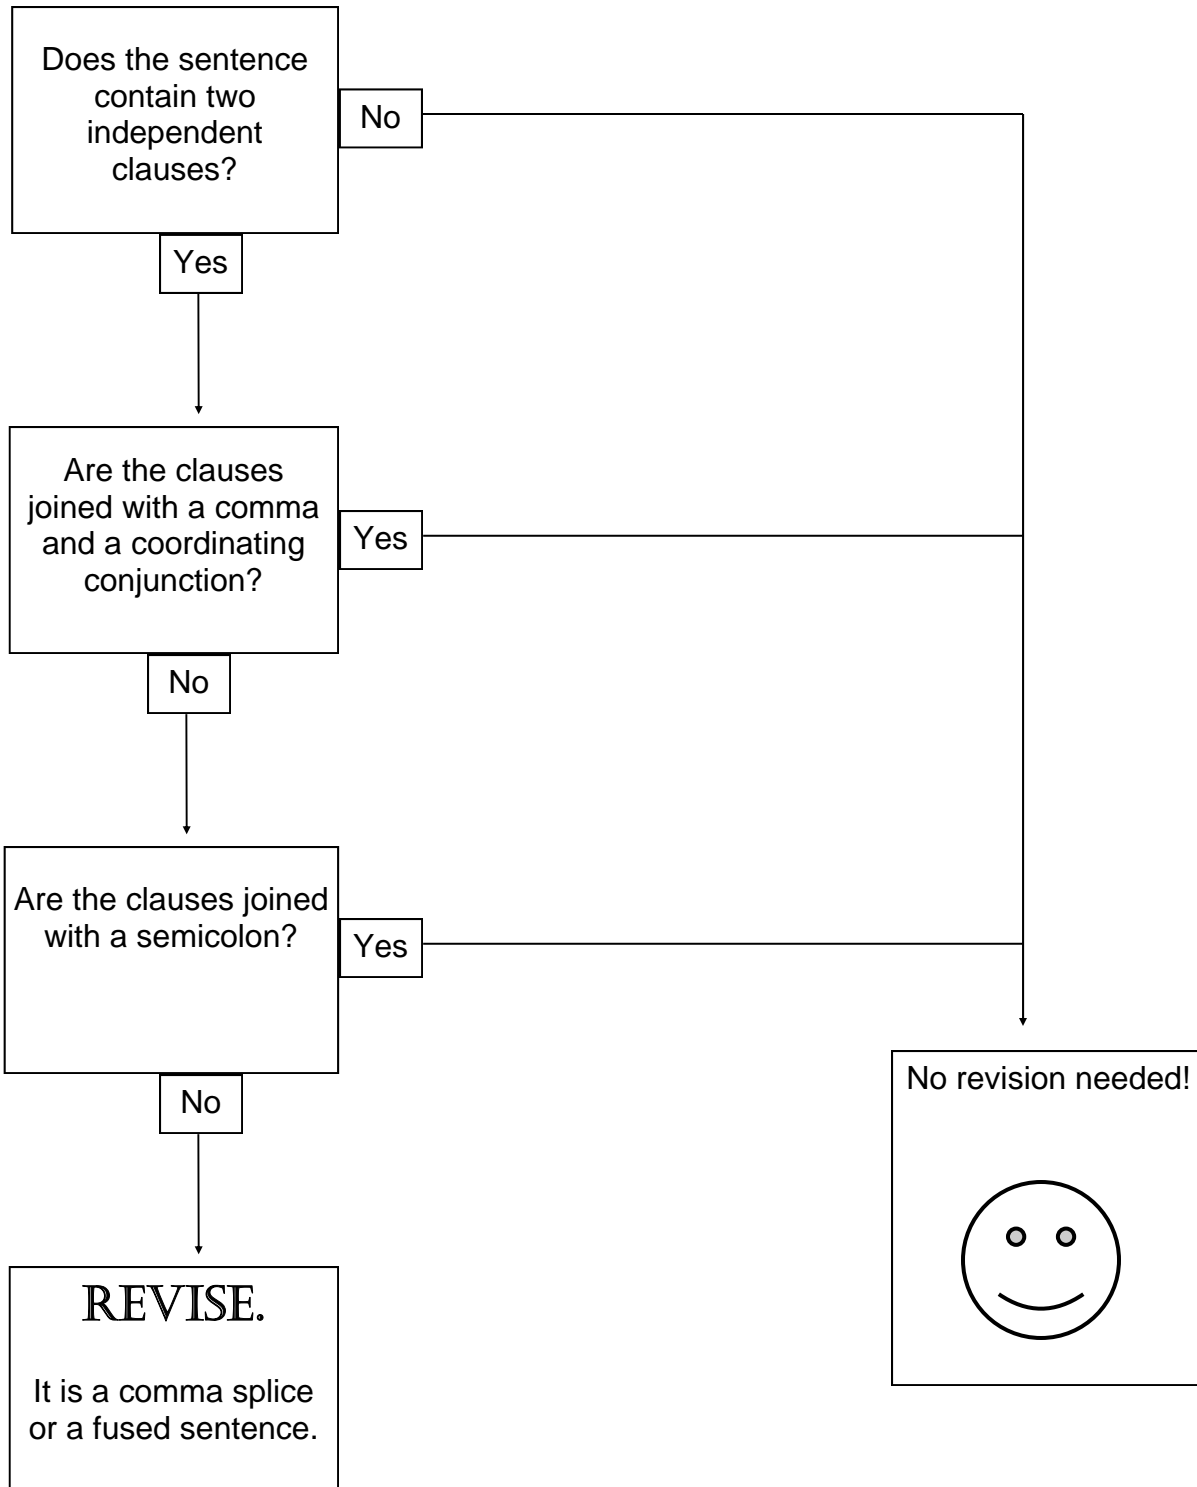 Does the sentence
contain two
independent
clauses?
No
Yes
Are the clauses
joined with a comma
and a coordinating
conjunction?
Yes
No
Are the clauses joined
with a semicolon?
Yes
No
No revision needed!
REVISE.
It is a comma splice
or a fused sentence.